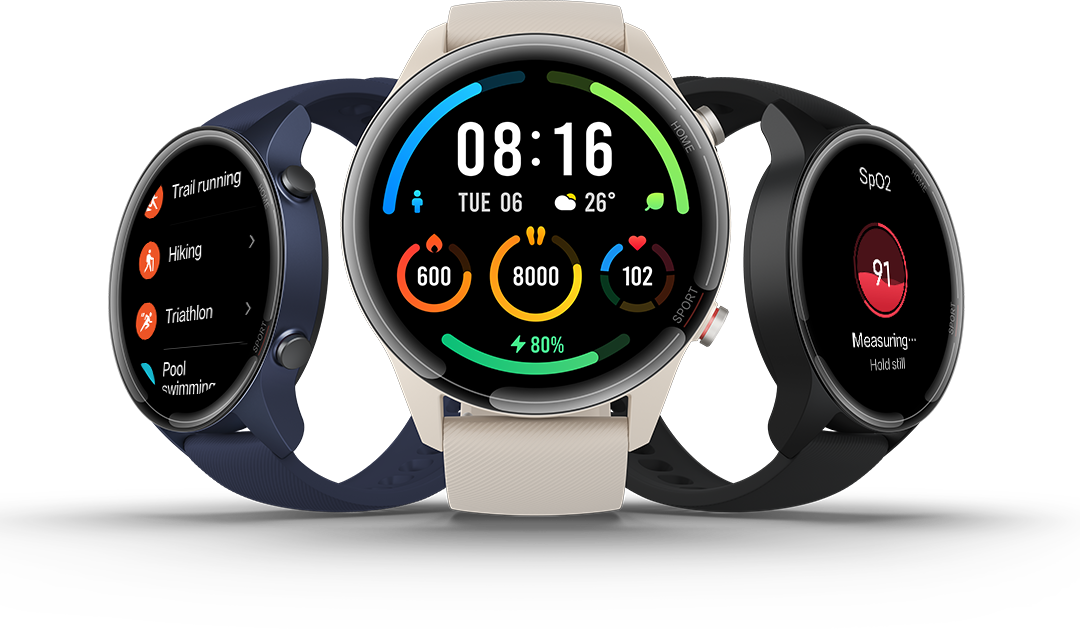 Trail running
Hiking
Triathlon
Pool
swimming
HOME
SPORT
08:16
TUE 06
26°
600
8000
102
80%
HOME
SPORT
SpO2
91
Measuring...
Hold still
HOME
SPORT